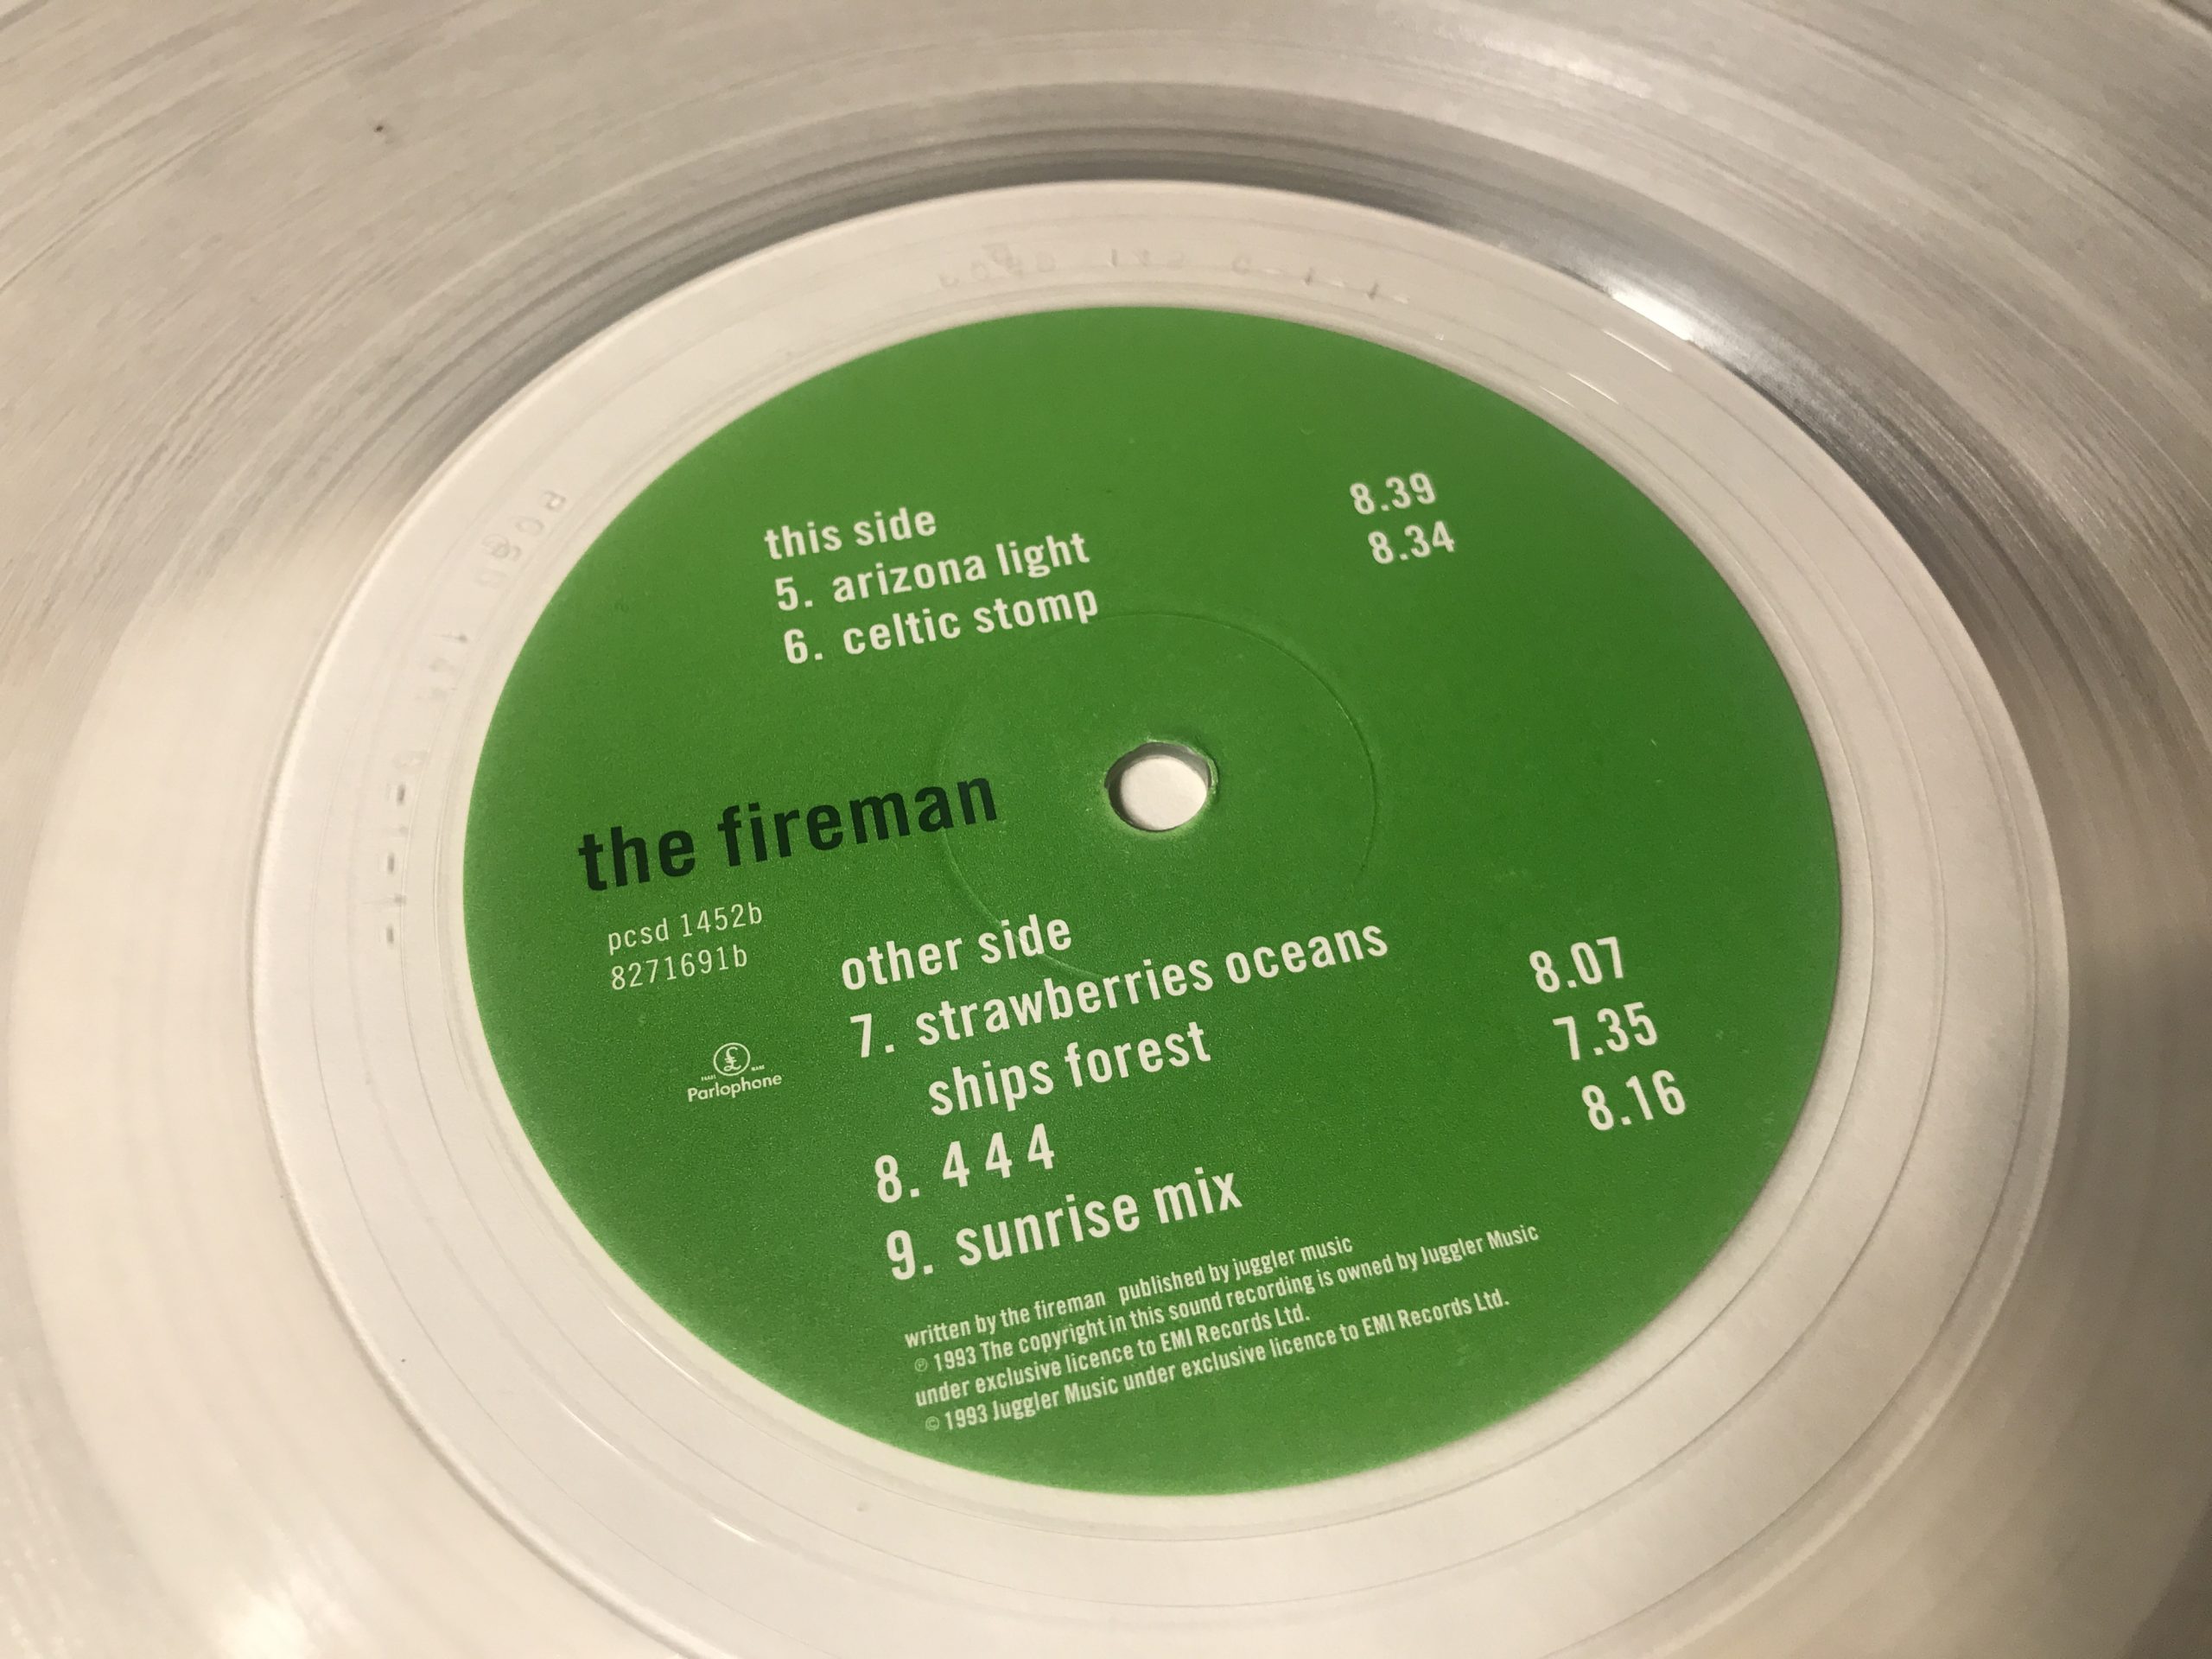 this side
5. arizona light 8.39
6. celtic stomp 8.34
the fireman
pcsd 1452b
8271691b
£
Parlophone
other side
7. strawberries oceans
ships forest 8.07
8. 4 4 4 7.35
9. sunrise mix 8.16
written by the fireman published by juggler music
℗ 1993 The copyright in this sound recording is owned by Juggler Music
under exclusive licence to EMI Records Ltd.
© 1993 Juggler Music under exclusive licence to EMI Records Ltd.